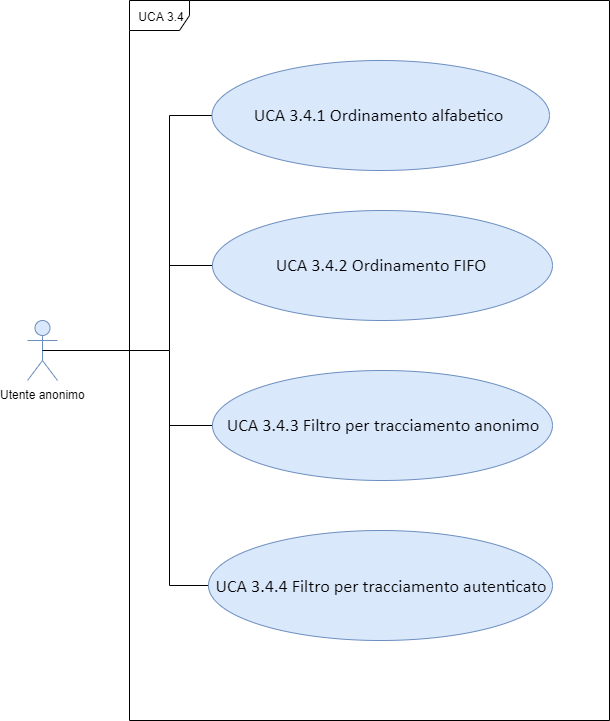 UCA 3.4
UCA 3.4.1 Ordinamento alfabetico
UCA 3.4.2 Ordinamento FIFO
Utente anonimo
UCA 3.4.3 Filtro per tracciamento anonimo
UCA 3.4.4 Filtro per tracciamento autenticato